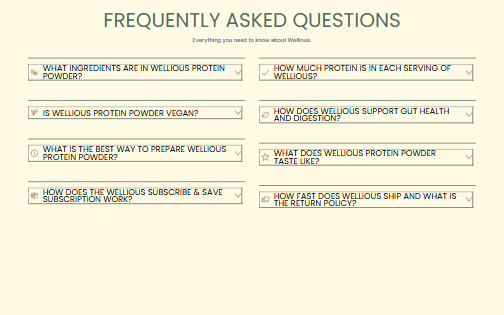 FREQUENTLY ASKED QUESTIONS
Everything you need to know about Wellious.
WHAT INGREDIENTS ARE IN WELLIOUS PROTEIN
POWDER?
IS WELLIOUS PROTEIN POWDER VEGAN?
WHAT IS THE BEST WAY TO PREPARE WELLIOUS
PROTEIN POWDER?
HOW DOES THE WELLIOUS SUBSCRIBE & SAVE
SUBSCRIPTION WORK?
HOW MUCH PROTEIN IS IN EACH SERVING OF
WELLIOUS?
HOW DOES WELLIOUS SUPPORT GUT HEALTH
AND DIGESTION?
WHAT DOES WELLIOUS PROTEIN POWDER
TASTE LIKE?
HOW FAST DOES WELLIOUS SHIP AND WHAT IS
THE RETURN POLICY?